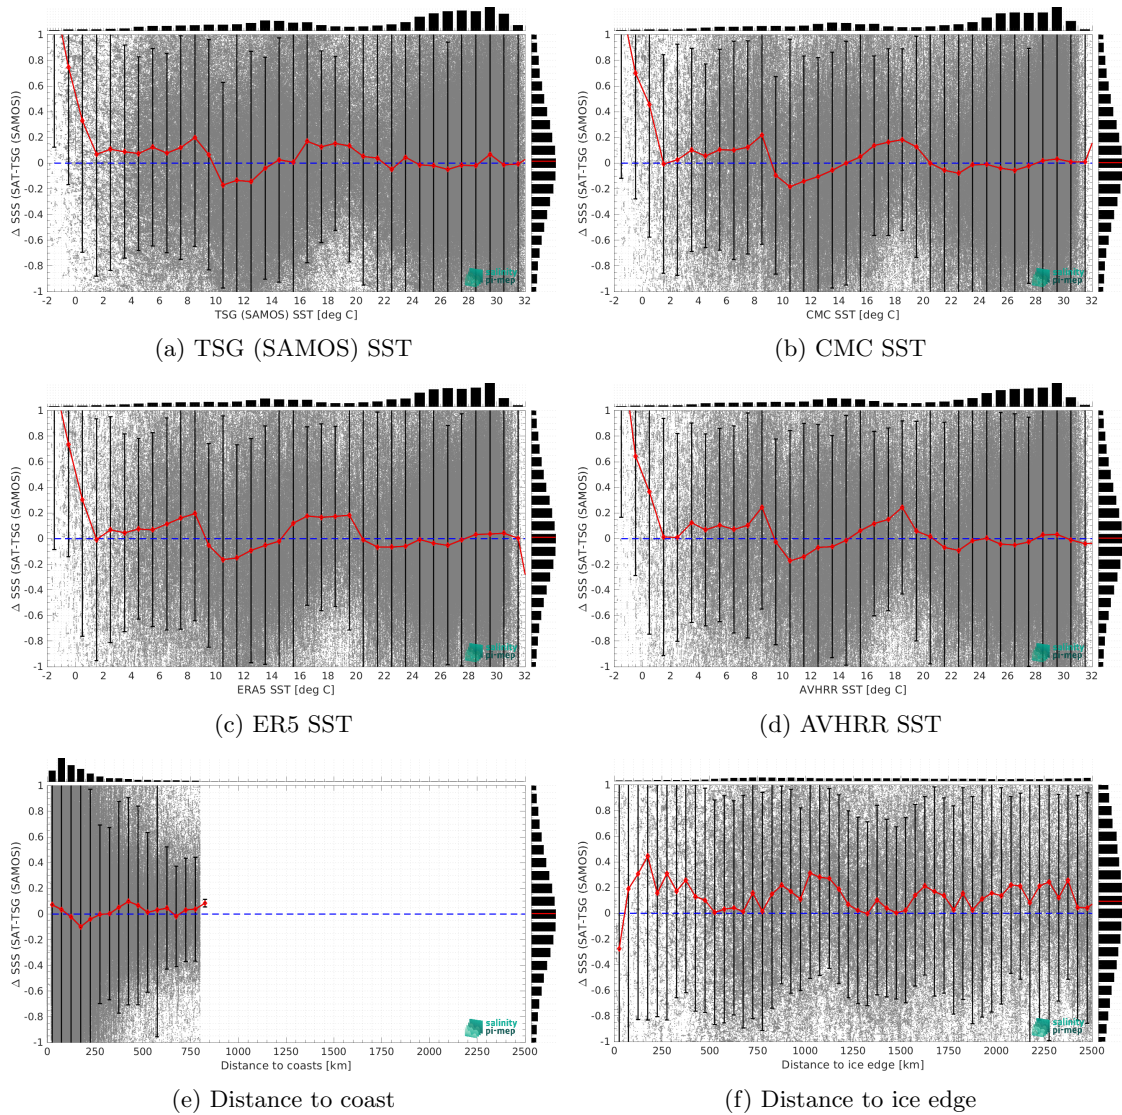 1
0.8
0.6
0.4
0.2
0
-0.2
-0.4
-0.6
-0.8
-1
Δ SSS (SAT-TSG (SAMOS))
-2 0 2 4 6 8 10 12 14 16 18 20 22 24 26 28 30 32
TSG (SAMOS) SST [deg C]
salinity
pi-mep
(a) TSG (SAMOS) SST
1
0.8
0.6
0.4
0.2
0
-0.2
-0.4
-0.6
-0.8
-1
Δ SSS (SAT-TSG (SAMOS))
-2 0 2 4 6 8 10 12 14 16 18 20 22 24 26 28 30 32
CMC SST [deg C]
salinity
pi-mep
(b) CMC SST
1
0.8
0.6
0.4
0.2
0
-0.2
-0.4
-0.6
-0.8
-1
Δ SSS (SAT-TSG (SAMOS))
-2 0 2 4 6 8 10 12 14 16 18 20 22 24 26 28 30 32
ERA5 SST [deg C]
salinity
pi-mep
(c) ER5 SST
1
0.8
0.6
0.4
0.2
0
-0.2
-0.4
-0.6
-0.8
-1
Δ SSS (SAT-TSG (SAMOS))
-2 0 2 4 6 8 10 12 14 16 18 20 22 24 26 28 30 32
AVHRR SST [deg C]
salinity
pi-mep
(d) AVHRR SST
1
0.8
0.6
0.4
0.2
0
-0.2
-0.4
-0.6
-0.8
-1
Δ SSS (SAT-TSG (SAMOS))
0 250 500 750 1000 1250 1500 1750 2000 2250 2500
Distance to coasts [km]
salinity
pi-mep
(e) Distance to coast
1
0.8
0.6
0.4
0.2
0
-0.2
-0.4
-0.6
-0.8
-1
Δ SSS (SAT-TSG (SAMOS))
0 250 500 750 1000 1250 1500 1750 2000 2250 2500
Distance to ice edge [km]
salinity
pi-mep
(f) Distance to ice edge